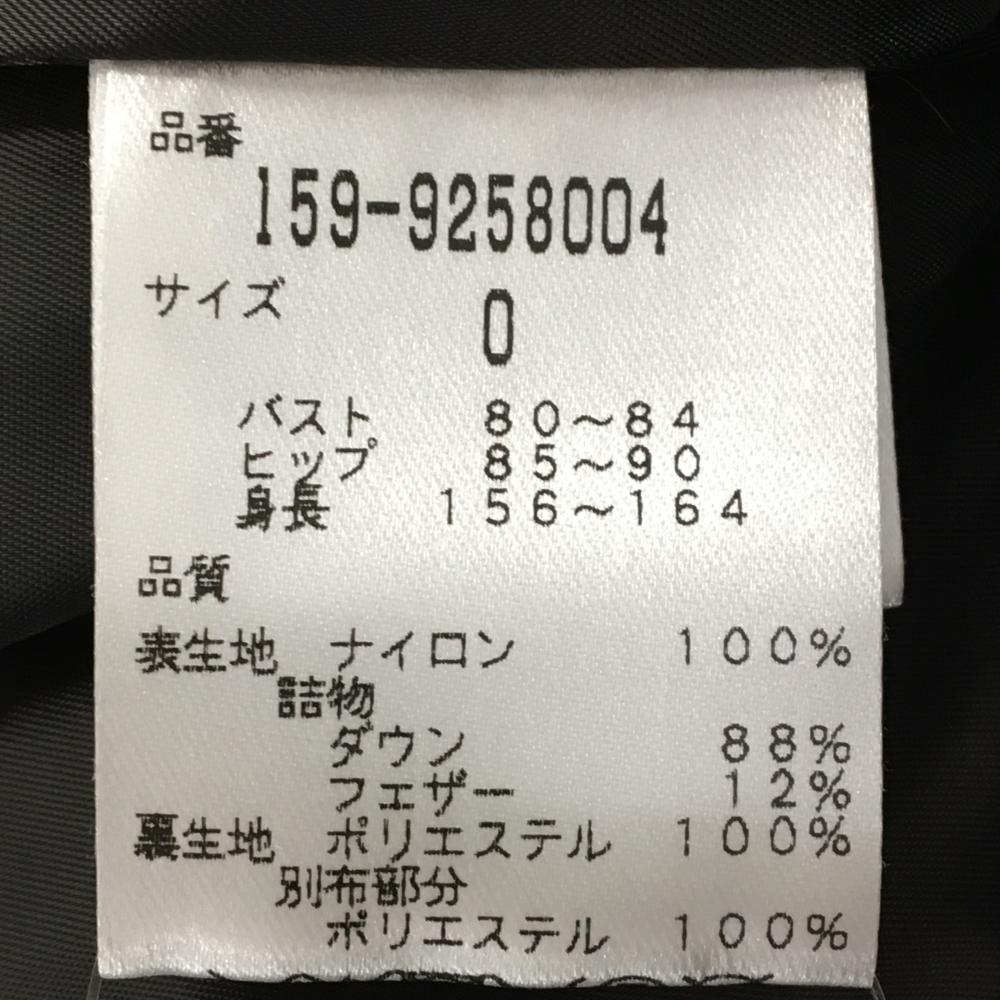 品番
159-9258004
サイズ
0
バスト 80～84
ヒップ 85～90
身長 156～164
品質
表生地 ナイロン 100%
詰物
ダウン 88%
フェザー 12%
裏生地 ポリエステル 100%
別布部分
ポリエステル 100%